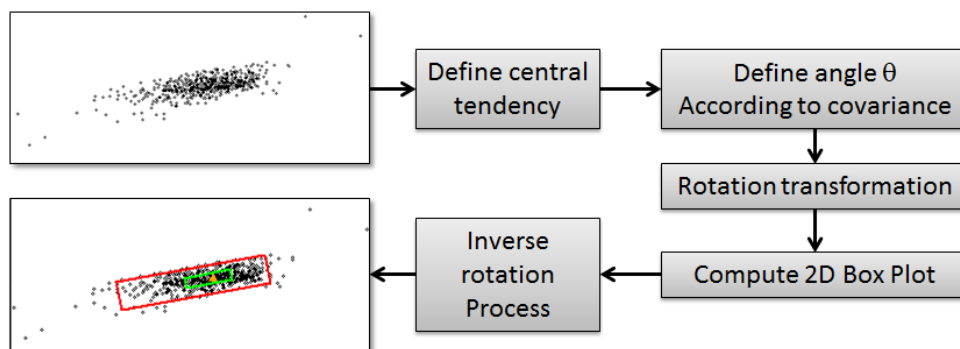 Define central
tendency
Define angle θ
According to covariance
Rotation transformation
Compute 2D Box Plot
Inverse
rotation
Process